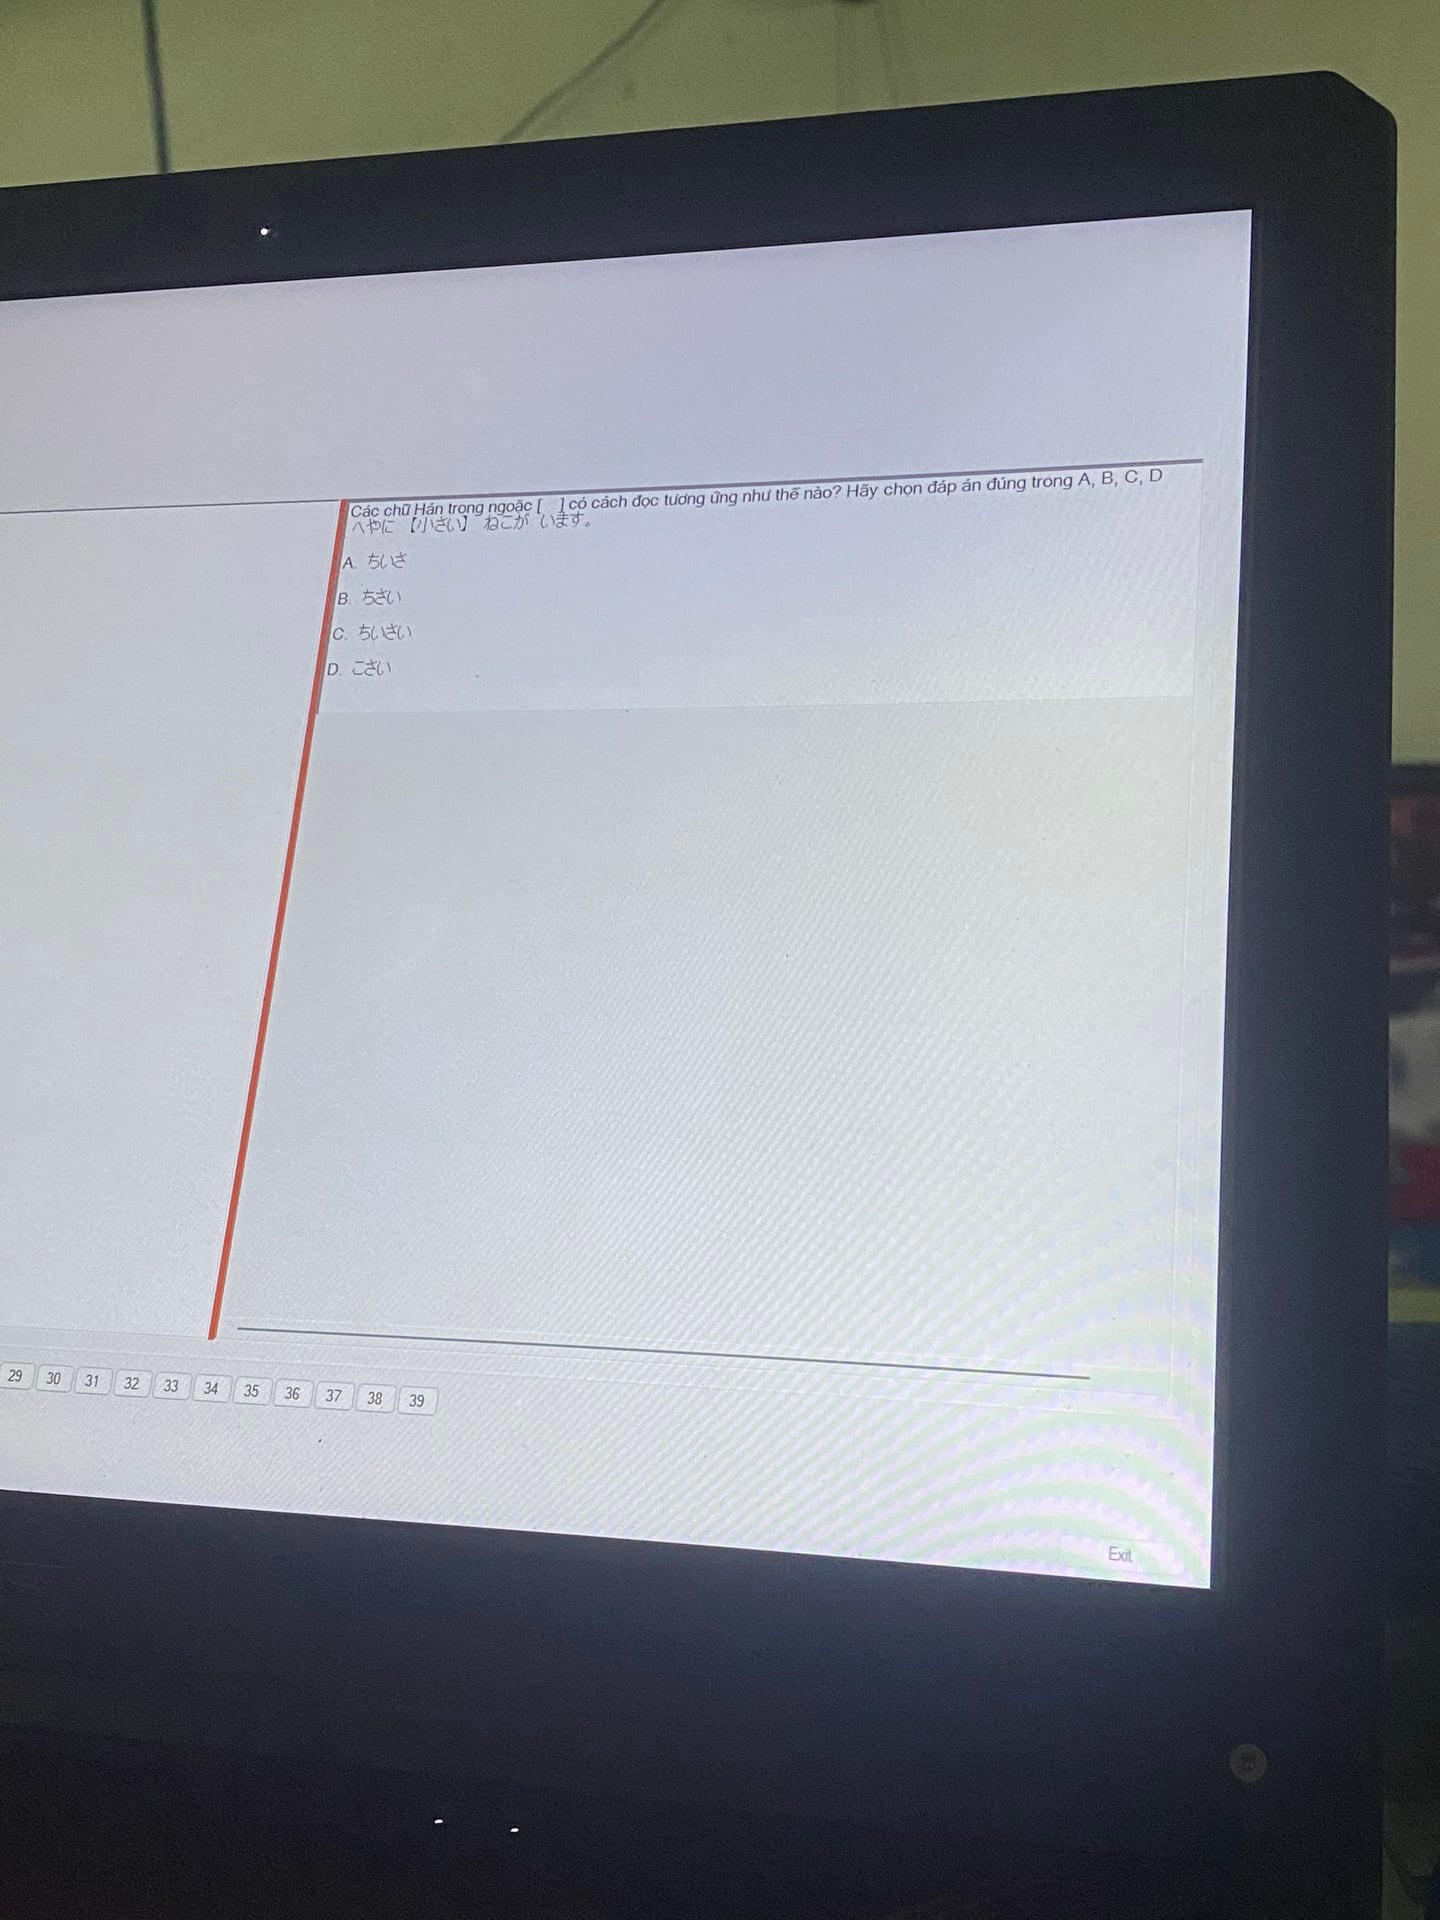 Các chữ Hán trong ngoặc [ ] có cách đọc tương ứng như thế nào? Hãy chọn đáp án đúng trong A, B, C, D
へやに 【小さい】 ねこが います。
A. ちいさ
B. ちさい
C. ちいさい
D. こさい
29 30 31 32 33 34 35 36 37 38 39
Exit